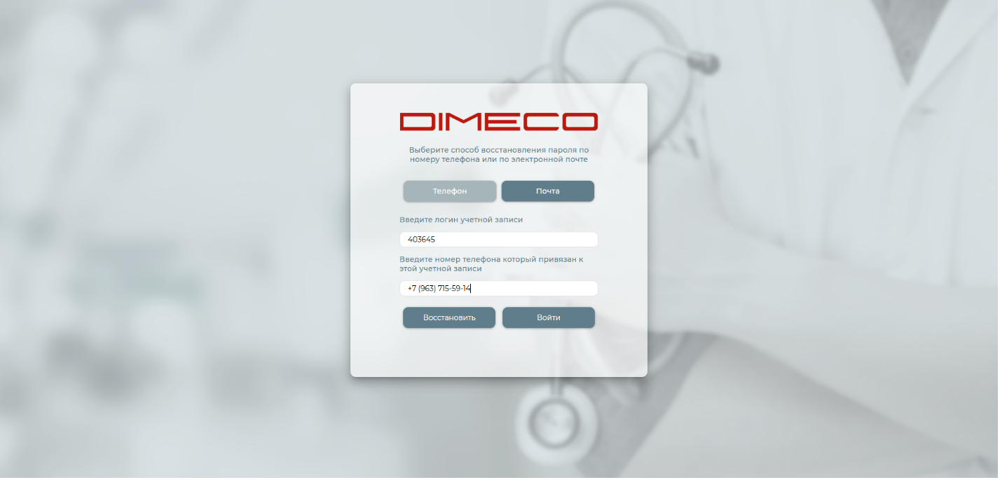 DIMECO
Выберите способ восстановления пароля по
номеру телефона или по электронной почте
Телефон
Почта
Введите логин учетной записи
403645
Введите номер телефона который привязан к
этой учетной записи
+7 (963) 715-59-14
Восстановить
Войти